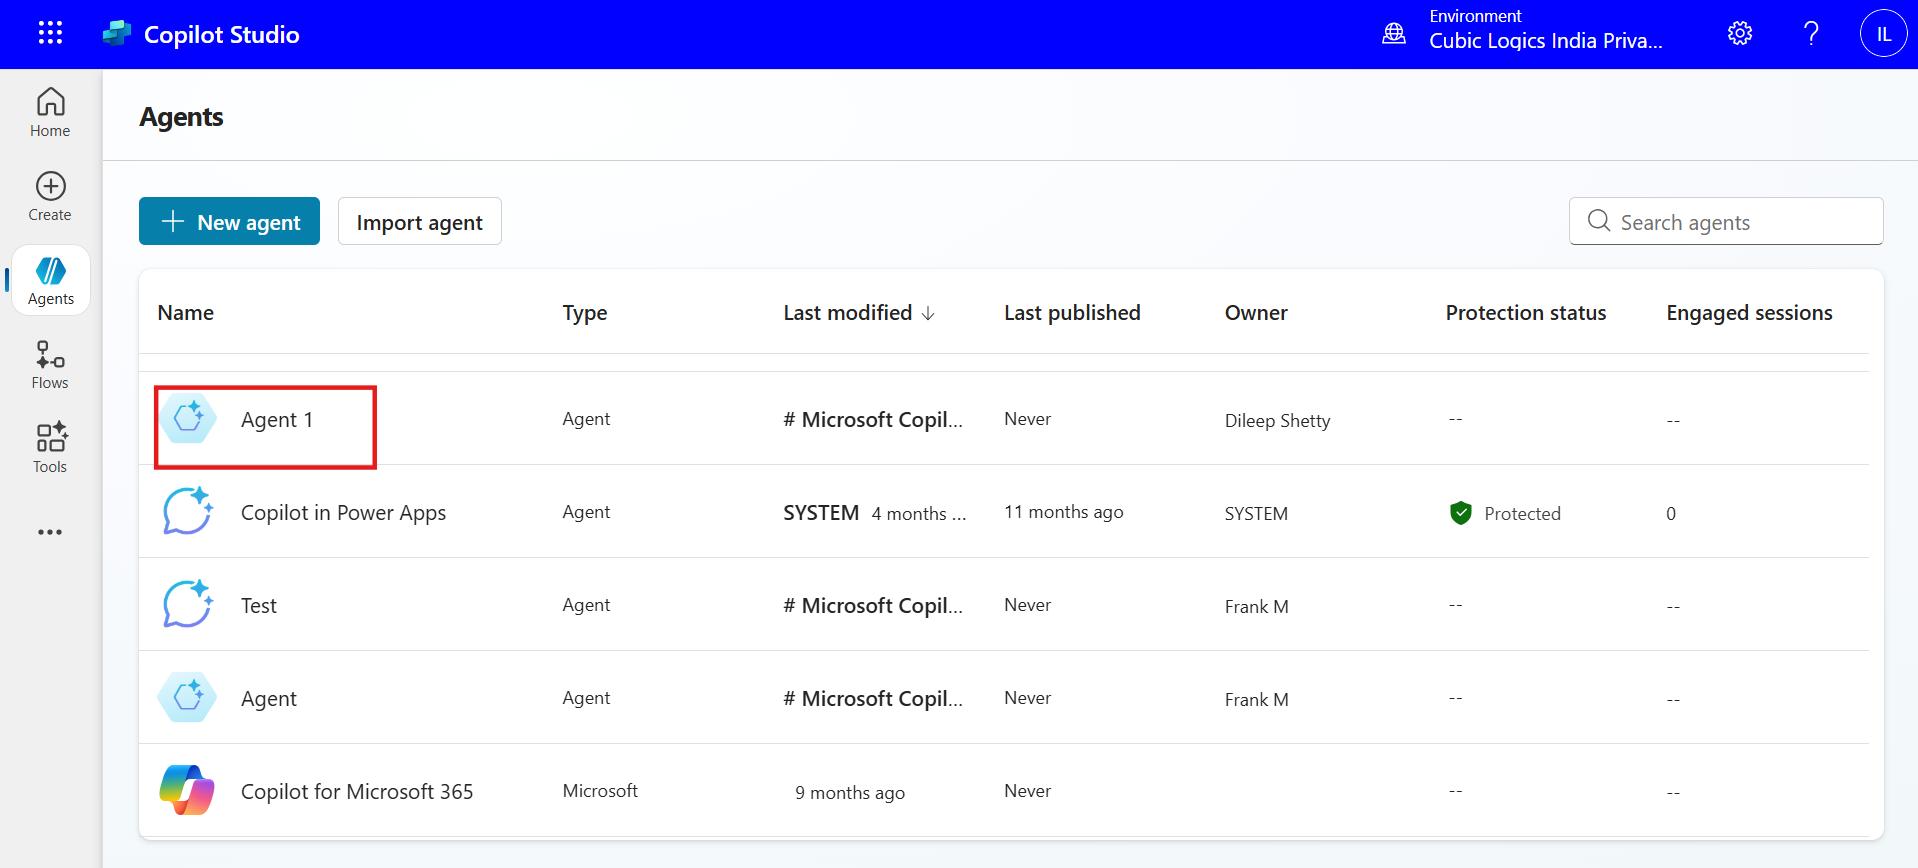 Copilot Studio
Environment
Cubic Logics India Priva...
?
IL
Home
Create
Agents
Flows
Tools
Agents
New agent
Import agent
Search agents
Name Type Last modified ↓ Last published Owner Protection status Engaged sessions
Agent 1 Agent # Microsoft Copil... Never Dileep Shetty -- --
Copilot in Power Apps Agent SYSTEM 4 months ... 11 months ago SYSTEM Protected 0
Test Agent # Microsoft Copil... Never Frank M -- --
Agent Agent # Microsoft Copil... Never Frank M -- --
Copilot for Microsoft 365 Microsoft 9 months ago Never -- --